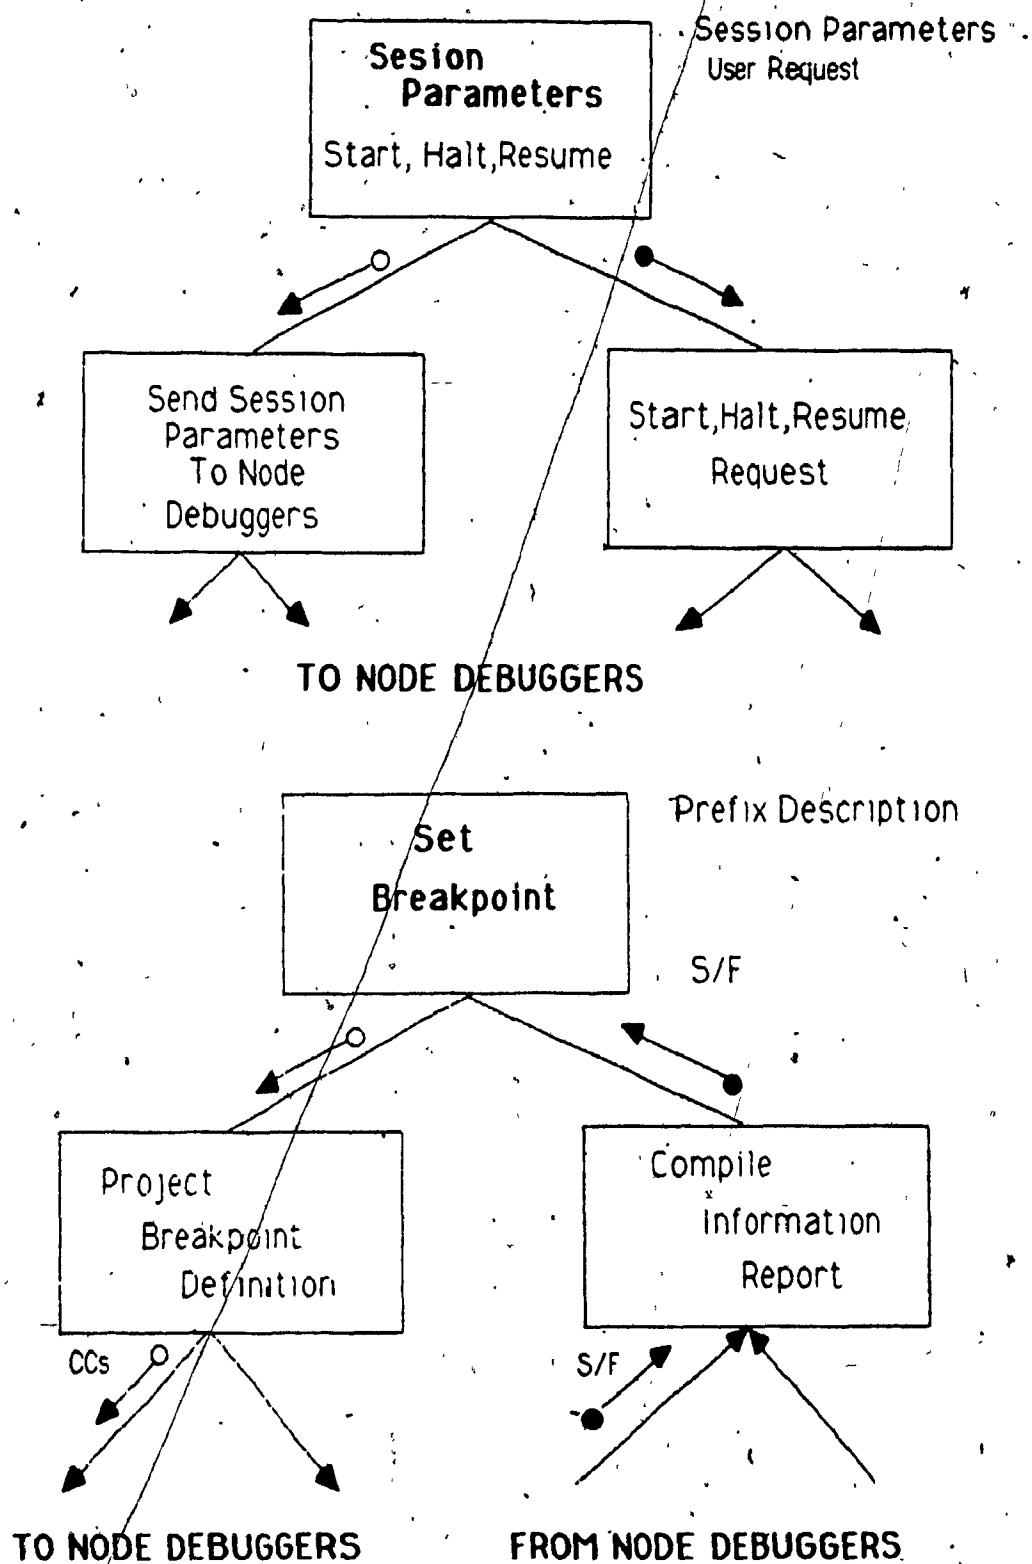 Session Parameters
User Request
Sesion
Parameters
Start, Halt,Resume
Send Session
Parameters
To Node
Debuggers
Start,Halt,Resume
Request
TO NODE DEBUGGERS
Prefix Description
Set
Breakpoint
S/F
Project
Breakpoint
Definition
Compile
Information
Report
CCs
S/F
TO NODE DEBUGGERS
FROM NODE DEBUGGERS